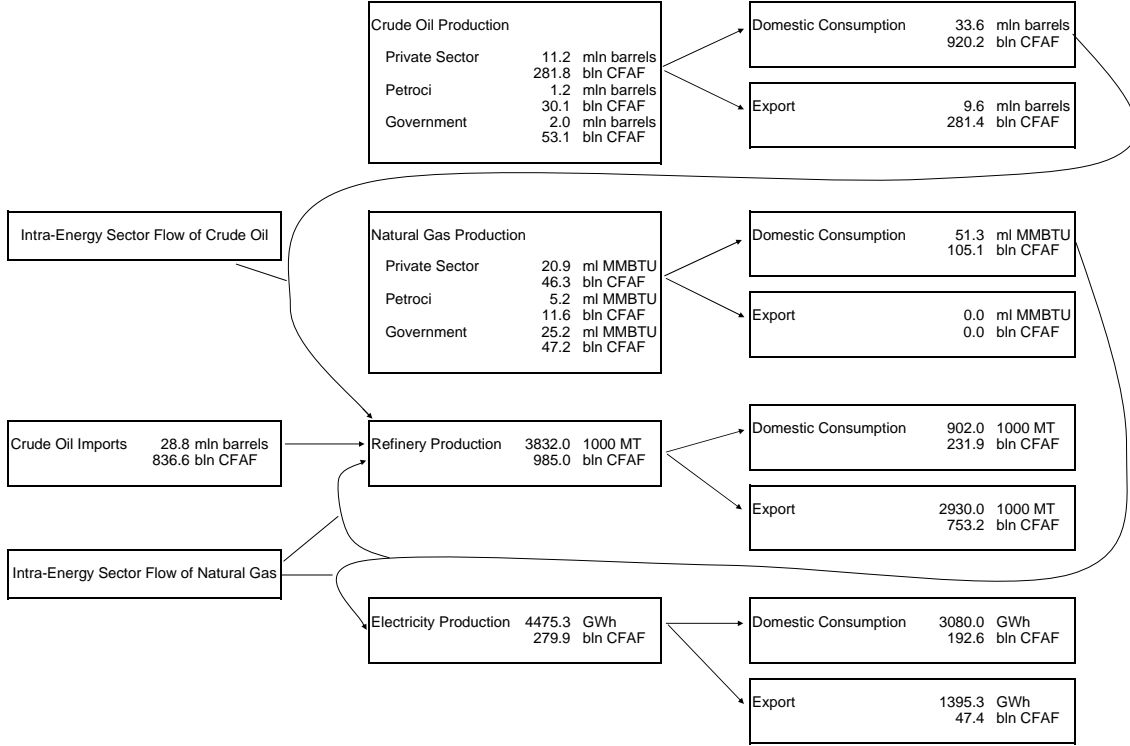 Crude Oil Production
Private Sector 11.2 mln barrels
281.8 bln CFAF
Petroci 1.2 mln barrels
30.1 bln CFAF
Government 2.0 mln barrels
53.1 bln CFAF
Domestic Consumption 33.6 mln barrels
920.2 bln CFAF
Export 9.6 mln barrels
281.4 bln CFAF
Intra-Energy Sector Flow of Crude Oil
Natural Gas Production
Private Sector 20.9 ml MMBTU
46.3 bln CFAF
Petroci 5.2 ml MMBTU
11.6 bln CFAF
Government 25.2 ml MMBTU
47.2 bln CFAF
Domestic Consumption 51.3 ml MMBTU
105.1 bln CFAF
Export 0.0 ml MMBTU
0.0 bln CFAF
Crude Oil Imports 28.8 mln barrels
836.6 bln CFAF
Refinery Production 3832.0 1000 MT
985.0 bln CFAF
Domestic Consumption 902.0 1000 MT
231.9 bln CFAF
Export 2930.0 1000 MT
753.2 bln CFAF
Intra-Energy Sector Flow of Natural Gas
Electricity Production 4475.3 GWh
279.9 bln CFAF
Domestic Consumption 3080.0 GWh
192.6 bln CFAF
Export 1395.3 GWh
47.4 bln CFAF